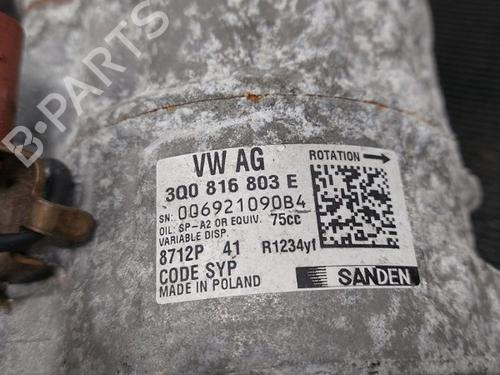 VW AG
ROTATION
3Q0 816 803 E
SN: 0Q6921090B4
OIL: SP-A2 OR EQUIV. 75cc
VARIABLE DISP.
8712P 41 R1234yf
CODE SYP
MADE IN POLAND
SANDEN
B-PARTS